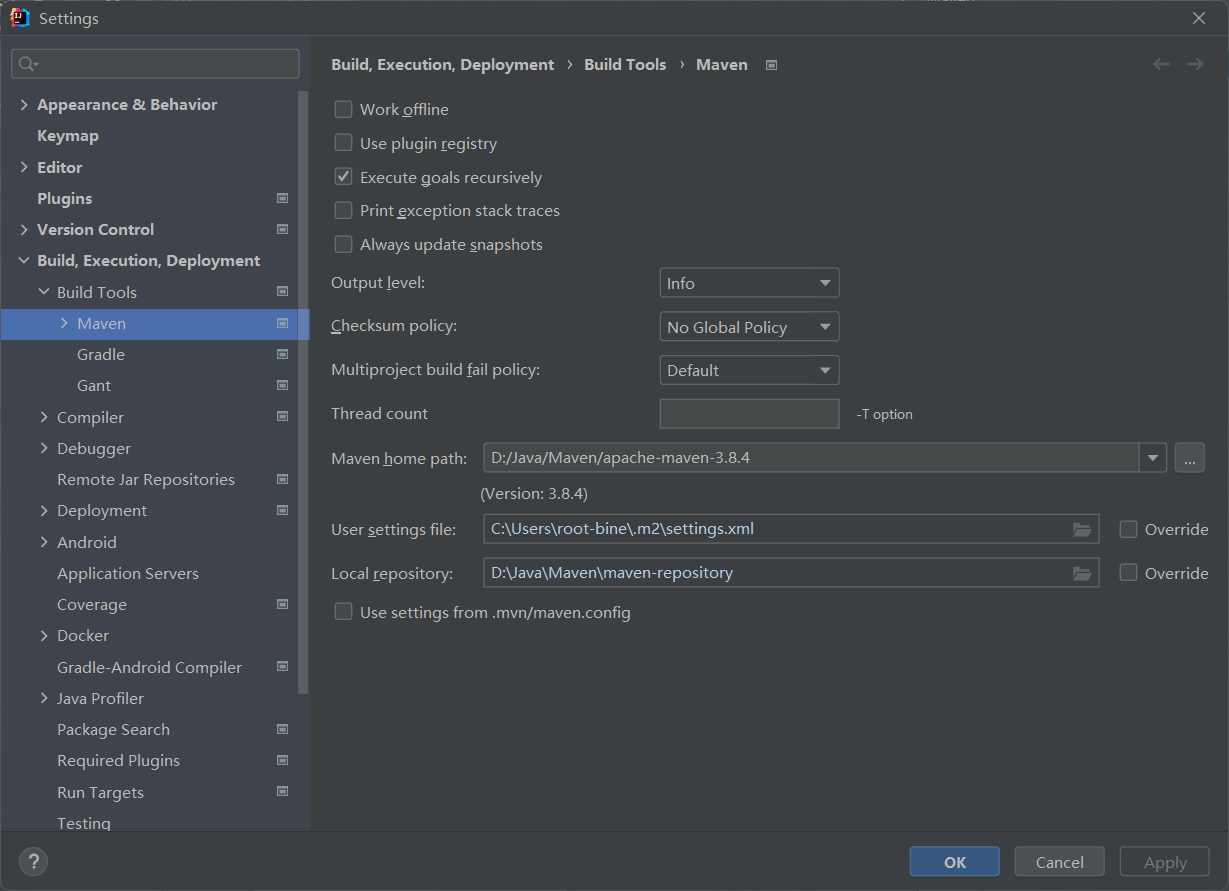 Settings
Appearance & Behavior
Keymap
Editor
Plugins
Version Control
Build, Execution, Deployment
Build Tools
Maven
Gradle
Gant
Compiler
Debugger
Remote Jar Repositories
Deployment
Android
Application Servers
Coverage
Docker
Gradle-Android Compiler
Java Profiler
Package Search
Required Plugins
Run Targets
Testing
Build, Execution, Deployment › Build Tools › Maven
Work offline
Use plugin registry
Execute goals recursively
Print exception stack traces
Always update snapshots
Output level: Info
Checksum policy: No Global Policy
Multiproject build fail policy: Default
Thread count -T option
Maven home path: D:/Java/Maven/apache-maven-3.8.4 ...
(Version: 3.8.4)
User settings file: C:\Users\root-bine\.m2\settings.xml Override
Local repository: D:\Java\Maven\maven-repository Override
Use settings from .mvn/maven.config
? OK Cancel Apply